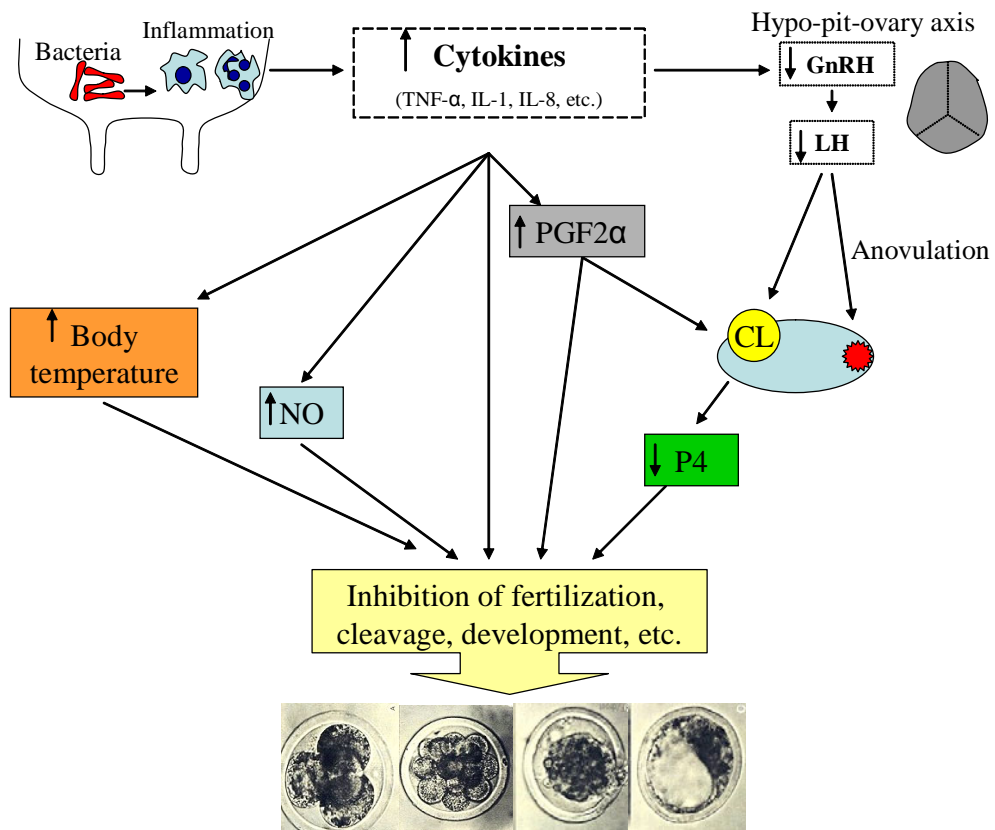 Hypo-pit-ovary axis
Inflammation
Bacteria
Cytokines
(TNF-α, IL-1, IL-8, etc.)
GnRH
LH
PGF2α
Anovulation
CL
Body
temperature
NO
P4
Inhibition of fertilization,
cleavage, development, etc.